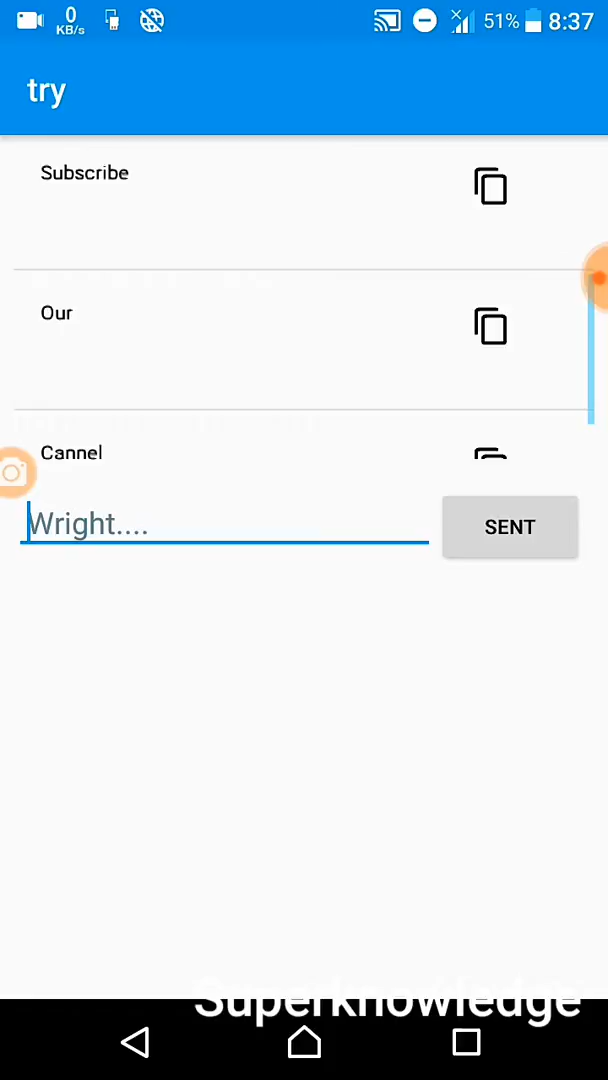 0
KB/s
51%
8:37
try
Subscribe
Our
Cannel
Wright....
SENT
Superknowledge